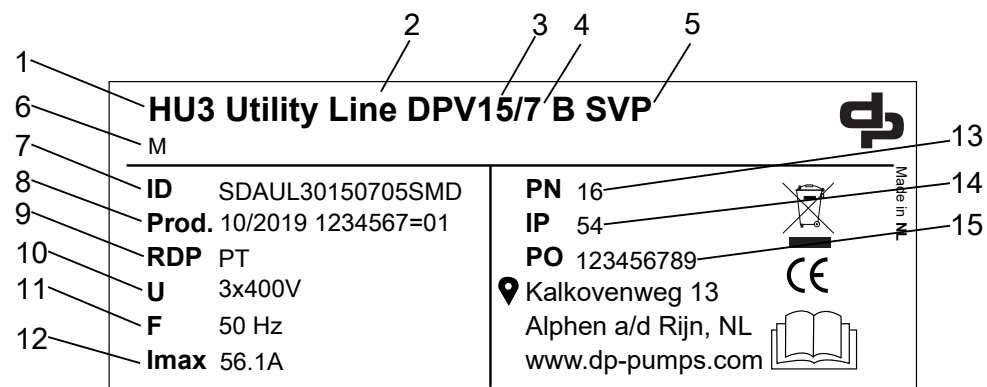 2 3 4 5
1
HU3 Utility Line DPV15/7 B SVP
dp
6
M
13
7
ID SDAUL30150705SMD
PN 16
Made in NL
8
Prod. 10/2019 1234567=01
IP 54
14
9
RDP PT
PO 123456789
15
10
U 3x400V
CE
Kalkovenweg 13
11
F 50 Hz
Alphen a/d Rijn, NL
12
Imax 56.1A
www.dp-pumps.com